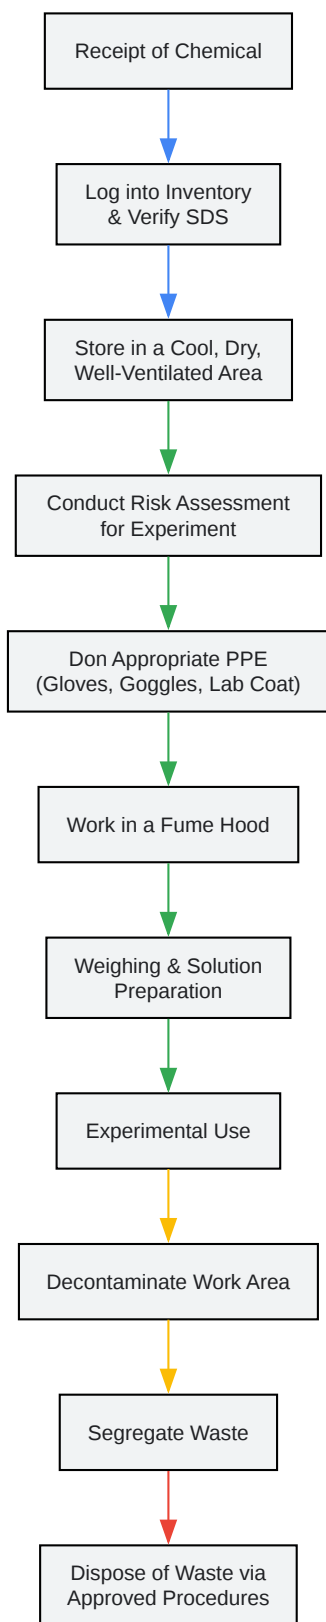 Receipt of Chemical
Log into Inventory
& Verify SDS
Store in a Cool, Dry,
Well-Ventilated Area
Conduct Risk Assessment
for Experiment
Don Appropriate PPE
(Gloves, Goggles, Lab Coat)
Work in a Fume Hood
Weighing & Solution
Preparation
Experimental Use
Decontaminate Work Area
Segregate Waste
Dispose of Waste via
Approved Procedures